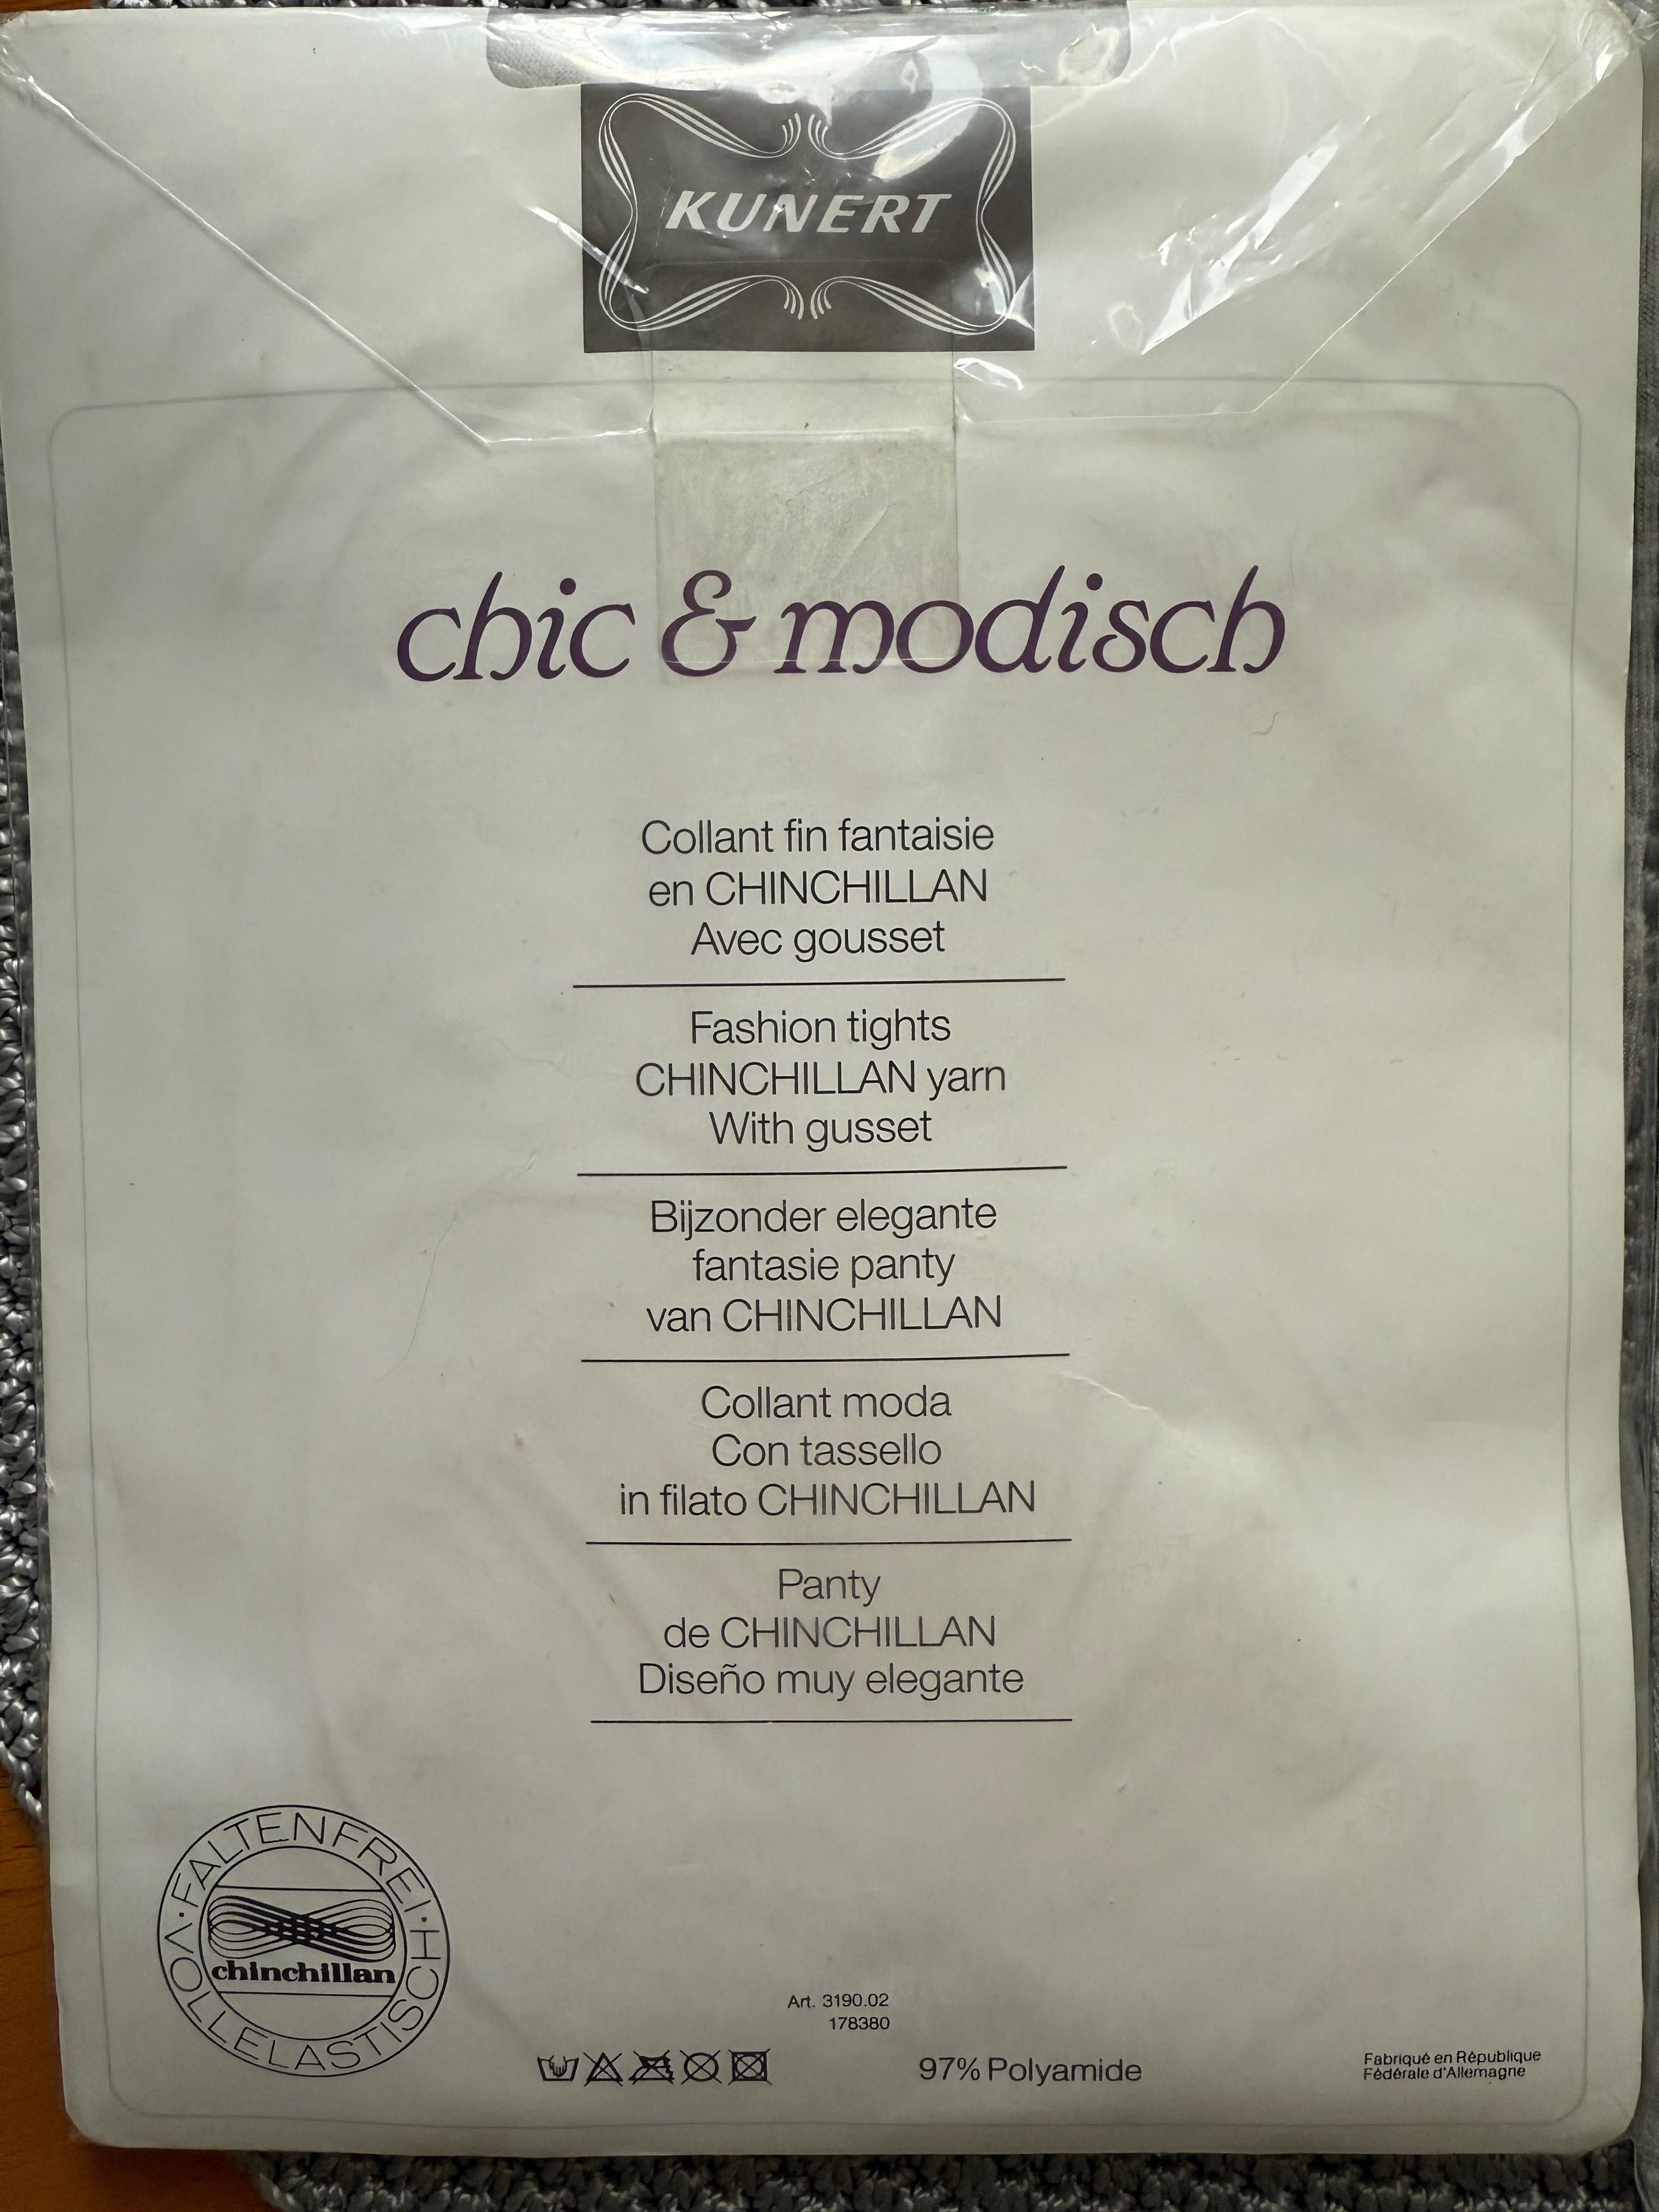 KUNERT
chic & modisch
Collant fin fantaisie
en CHINCHILLAN
Avec gousset
Fashion tights
CHINCHILLAN yarn
With gusset
Bijzonder elegante
fantasie panty
van CHINCHILLAN
Collant moda
Con tassello
in filato CHINCHILLAN
Panty
de CHINCHILLAN
Diseño muy elegante
·FALTENFREI·
VOLLELASTISCH
chinchillan
Art. 3190.02
178380
97% Polyamide
Fabriqué en République
Fédérale d'Allemagne